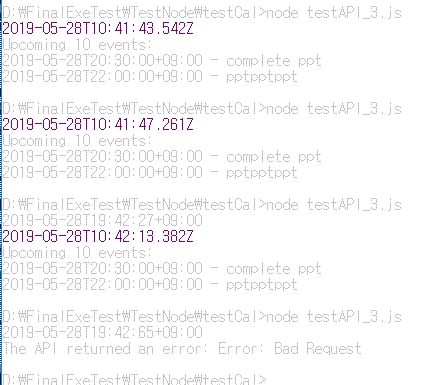 D:₩FinalExeTest₩TestNode₩testCal>node testAPI_3.js
2019-05-28T10:41:43.542Z
Upcoming 10 events:
2019-05-28T20:30:00+09:00 - complete ppt
2019-05-28T22:00:00+09:00 - pptpptppt
D:₩FinalExeTest₩TestNode₩testCal>node testAPI_3.js
2019-05-28T10:41:47.261Z
Upcoming 10 events:
2019-05-28T20:30:00+09:00 - complete ppt
2019-05-28T22:00:00+09:00 - pptpptppt
D:₩FinalExeTest₩TestNode₩testCal>node testAPI_3.js
2019-05-28T19:42:27+09:00
2019-05-28T10:42:13.382Z
Upcoming 10 events:
2019-05-28T20:30:00+09:00 - complete ppt
2019-05-28T22:00:00+09:00 - pptpptppt
D:₩FinalExeTest₩TestNode₩testCal>node testAPI_3.js
2019-05-28T19:42:65+09:00
The API returned an error: Error: Bad Request
D:₩FinalExeTest₩TestNode₩testCal>